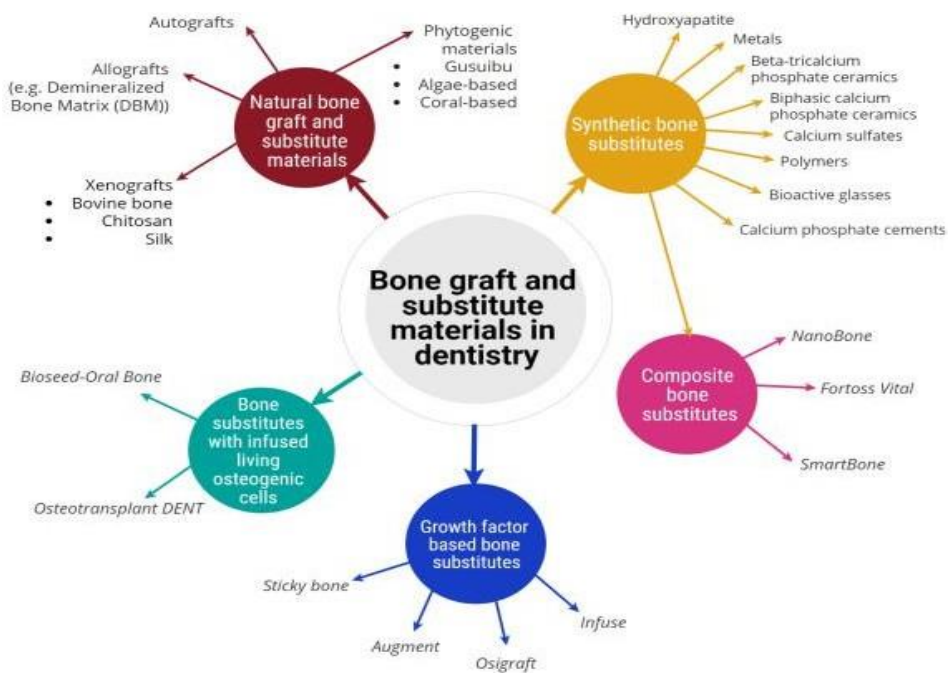 Bone graft and
substitute
materials in
dentistry
Natural bone
graft and
substitute
materials
Autografts
Allografts
(e.g. Demineralized
Bone Matrix (DBM))
Xenografts
• Bovine bone
• Chitosan
• Silk
Phytogenic
materials
• Gusuibu
• Algae-based
• Coral-based
Synthetic bone
substitutes
Hydroxyapatite
Metals
Beta-tricalcium
phosphate ceramics
Biphasic calcium
phosphate ceramics
Calcium sulfates
Polymers
Bioactive glasses
Calcium phosphate cements
Composite
bone
substitutes
NanoBone
Fortoss Vital
SmartBone
Growth factor
based bone
substitutes
Sticky bone
Augment
Osigraft
Infuse
Bone
substitutes
with infused
living
osteogenic
cells
Bioseed-Oral Bone
Osteotransplant DENT